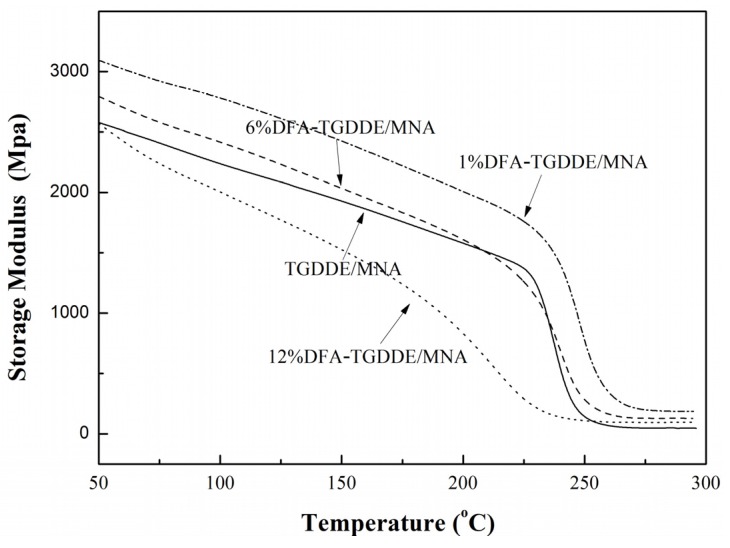 3000
2000
1000
0
Storage Modulus (Mpa)
6%DFA-TGDDE/MNA
1%DFA-TGDDE/MNA
TGDDE/MNA
12%DFA-TGDDE/MNA
50 100 150 200 250 300
Temperature (°C)